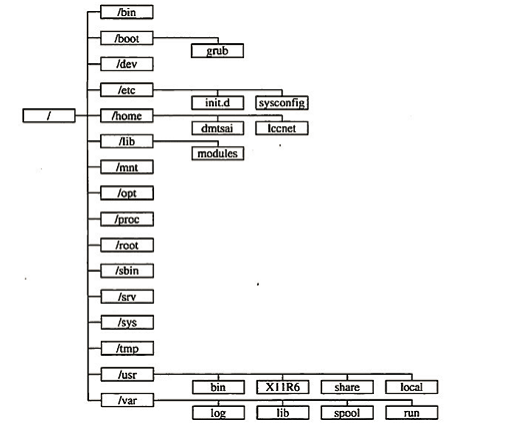 /bin
/boot
grub
/dev
/etc
init.d sysconfig
/
/home
dmtsai lccnet
/lib
modules
/mnt
/opt
/proc
/root
/sbin
/srv
/sys
/tmp
/usr
bin X11R6 share local
/var
log lib spool run